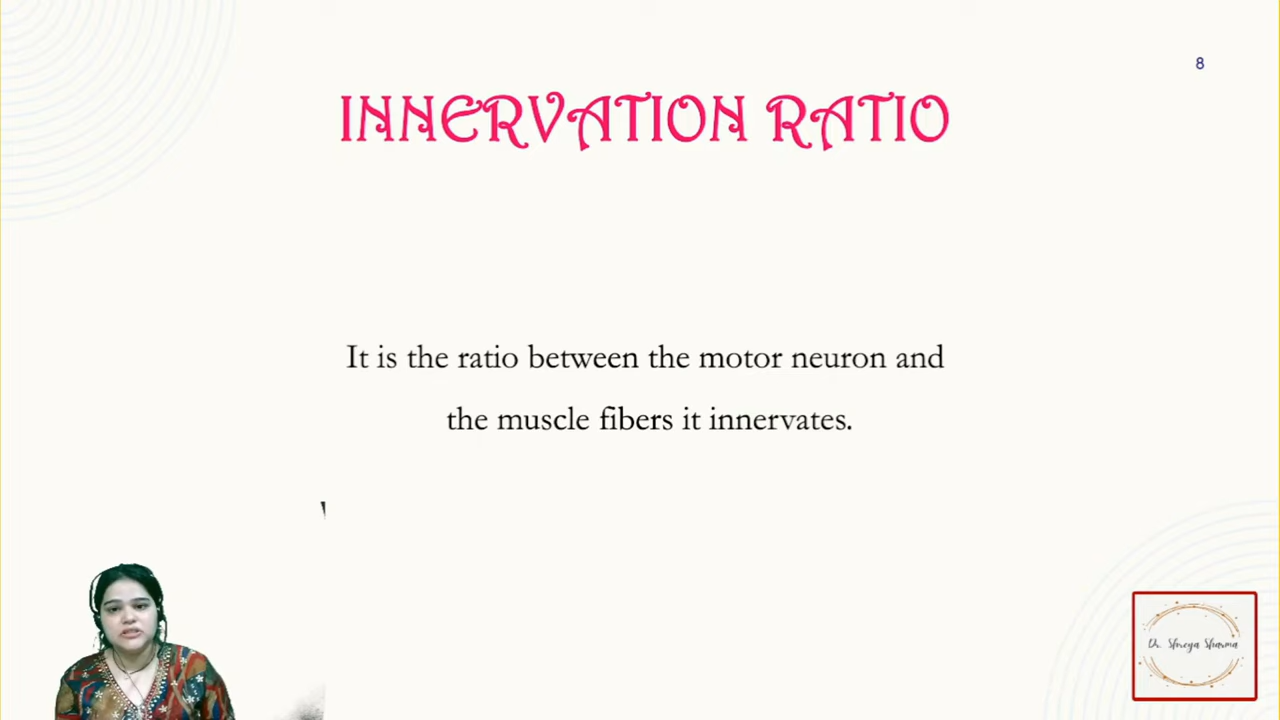 8
INNERVATION RATIO
It is the ratio between the motor neuron and
the muscle fibers it innervates.
Dr. Shreya Sharma